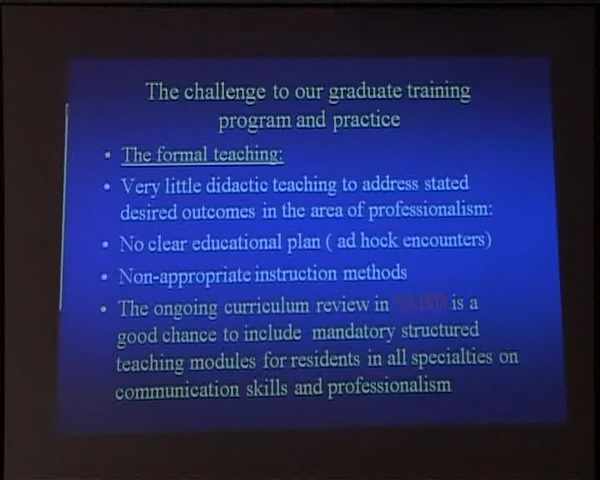 The challenge to our graduate training
program and practice
• The formal teaching:
• Very little didactic teaching to address stated
desired outcomes in the area of professionalism:
• No clear educational plan ( ad hock encounters)
• Non-appropriate instruction methods
• The ongoing curriculum review in is a
good chance to include mandatory structured
teaching modules for residents in all specialties on
communication skills and professionalism